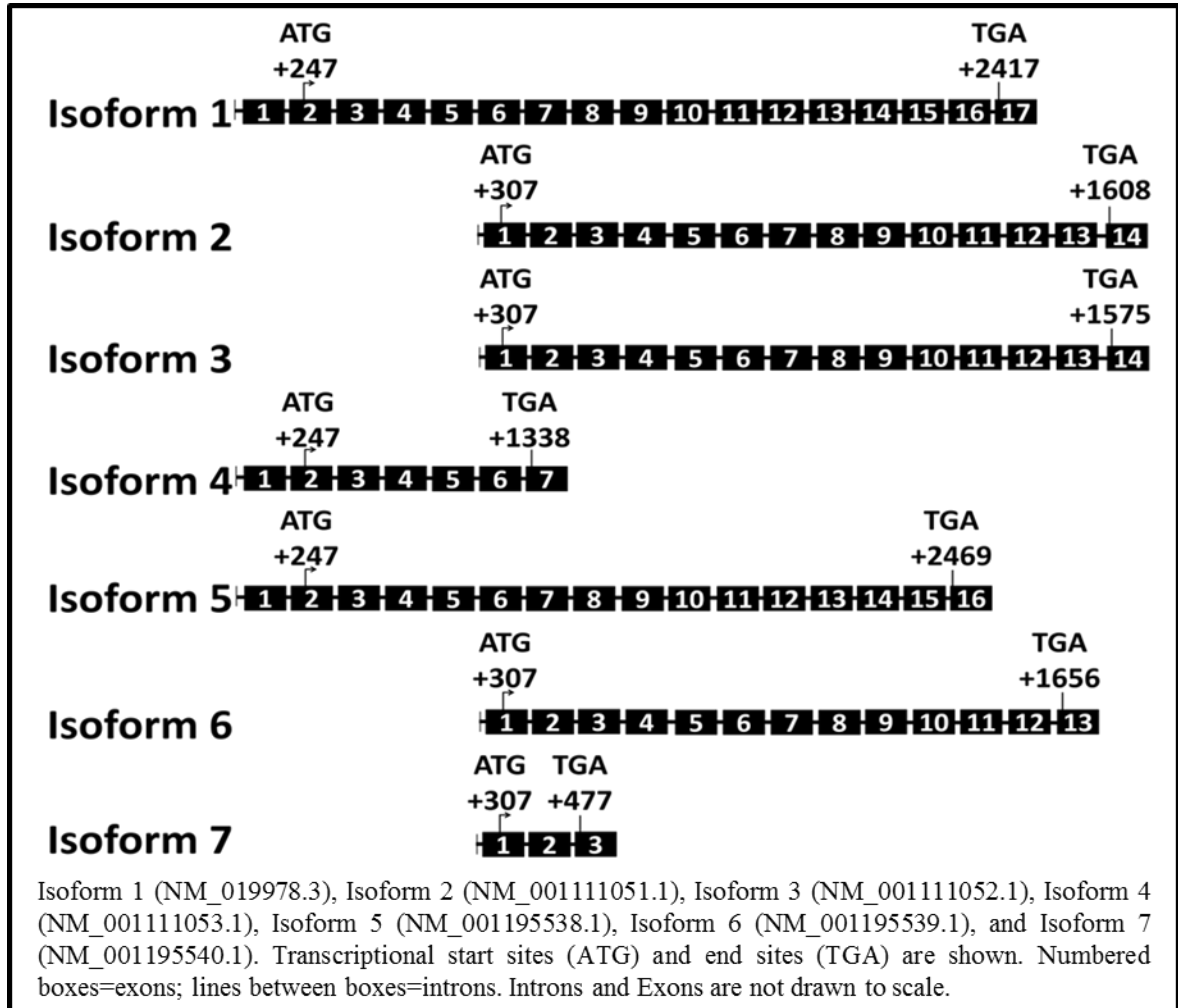 ATG TGA
+247 +2417
Isoform 1 1 2 3 4 5 6 7 8 9 10 11 12 13 14 15 16 17
ATG TGA
+307 +1608
Isoform 2 1 2 3 4 5 6 7 8 9 10 11 12 13 14
ATG TGA
+307 +1575
Isoform 3 1 2 3 4 5 6 7 8 9 10 11 12 13 14
ATG TGA
+247 +1338
Isoform 4 1 2 3 4 5 6 7
ATG TGA
+247 +2469
Isoform 5 1 2 3 4 5 6 7 8 9 10 11 12 13 14 15 16
ATG TGA
+307 +1656
Isoform 6 1 2 3 4 5 6 7 8 9 10 11 12 13
ATG TGA
+307 +477
Isoform 7 1 2 3
Isoform 1 (NM_019978.3), Isoform 2 (NM_001111051.1), Isoform 3 (NM_001111052.1), Isoform 4
(NM_001111053.1), Isoform 5 (NM_001195538.1), Isoform 6 (NM_001195539.1), and Isoform 7
(NM_001195540.1). Transcriptional start sites (ATG) and end sites (TGA) are shown. Numbered
boxes=exons; lines between boxes=introns. Introns and Exons are not drawn to scale.